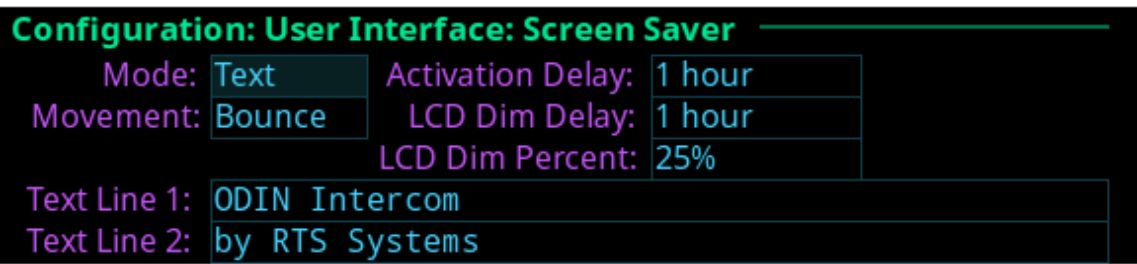 Configuration: User Interface: Screen Saver
Mode: Text Activation Delay: 1 hour
Movement: Bounce LCD Dim Delay: 1 hour
LCD Dim Percent: 25%
Text Line 1: ODIN Intercom
Text Line 2: by RTS Systems